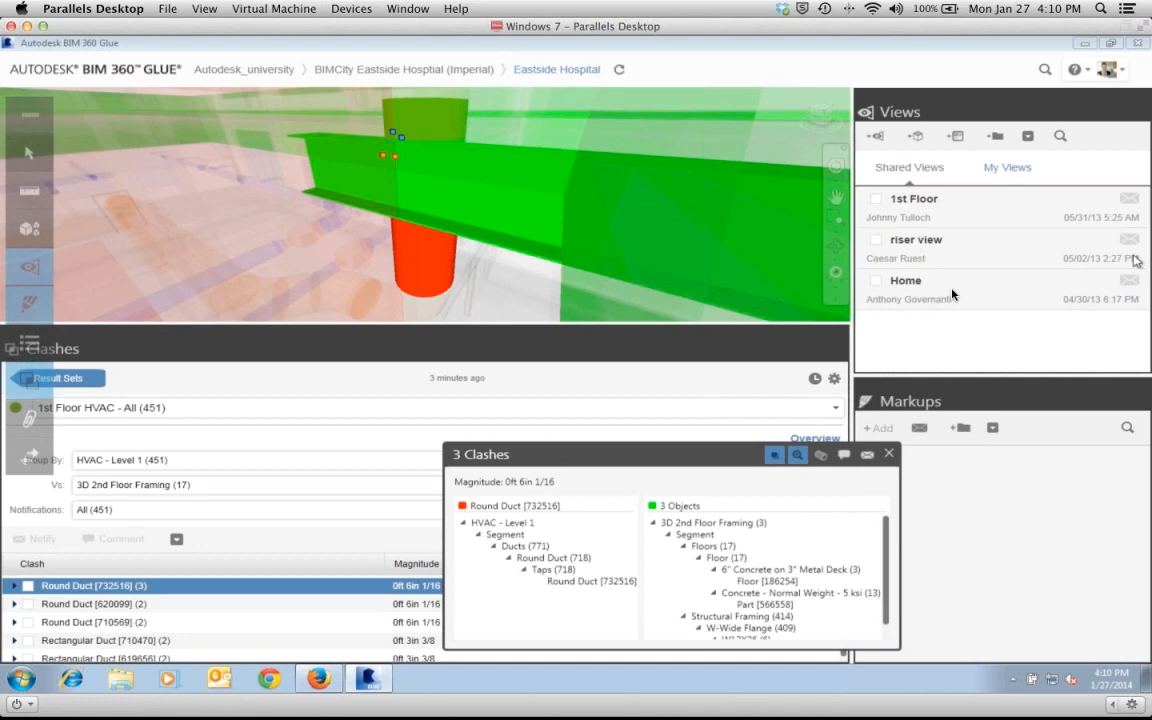 Parallels Desktop File View Virtual Machine Devices Window Help 100% Mon Jan 27 4:10 PM
Windows 7 - Parallels Desktop
Autodesk BIM 360 Glue
AUTODESK® BIM 360™ GLUE® Autodesk_university BIMCity Eastside Hosptial (Imperial) Eastside Hospital
Views
Shared Views My Views
1st Floor
Johnny Tulloch 05/31/13 5:25 AM
riser view
Caesar Ruest 05/02/13 2:27
Home
Anthony Governanti 04/30/13 6:17 PM
Clashes
Result Sets 3 minutes ago
1st Floor HVAC - All (451)
Overview
Group By: HVAC - Level 1 (451)
Vs: 3D 2nd Floor Framing (17)
Notifications: All (451)
Notify Comment
Clash Magnitude
Round Duct [732516] (3) 0ft 6in 1/16
Round Duct [620099] (2) 0ft 6in 1/16
Round Duct [710569] (2) 0ft 6in 1/16
Rectangular Duct [710470] (2) 0ft 3in 3/8
Rectangular Duct [619656] (2) 0ft 3in 3/8
Markups
+ Add
3 Clashes
Magnitude: 0ft 6in 1/16
Round Duct [732516]
HVAC - Level 1
Segment
Ducts (771)
Round Duct (718)
Taps (718)
Round Duct [732516]
3 Objects
3D 2nd Floor Framing (3)
Segment
Floors (17)
Floor (17)
6" Concrete on 3" Metal Deck (3)
Floor [186254]
Concrete - Normal Weight - 5 ksi (13)
Part [566558]
Structural Framing (414)
W-Wide Flange (409)
4:10 PM
1/27/2014